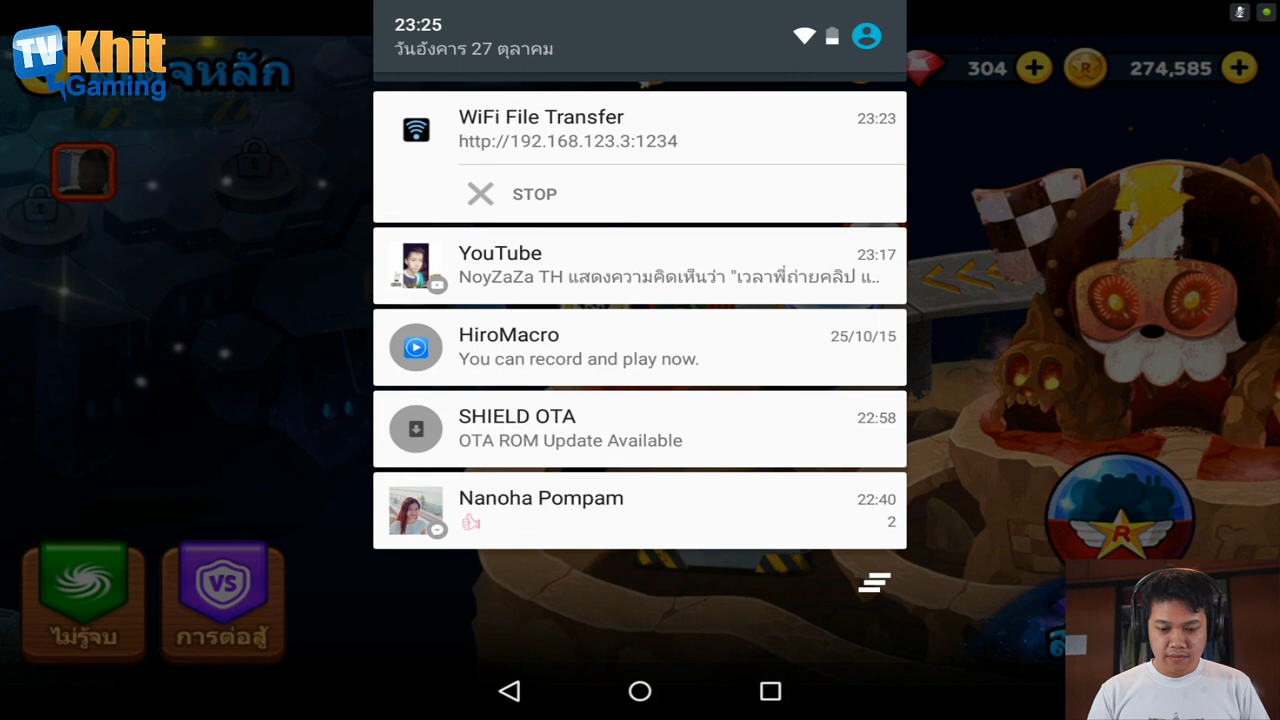 23:25
วันอังคาร 27 ตุลาคม
TV Khit
Gaming
304
R
274,585
WiFi File Transfer
23:23
http://192.168.123.3:1234
STOP
YouTube
23:17
NoyZaZa TH แสดงความคิดเห็นว่า "เวลาพี่ถ่ายคลิป แ..
HiroMacro
25/10/15
You can record and play now.
SHIELD OTA
22:58
OTA ROM Update Available
Nanoha Pompam
22:40
2
R
VS
ไม่รู้จบ
การต่อสู้